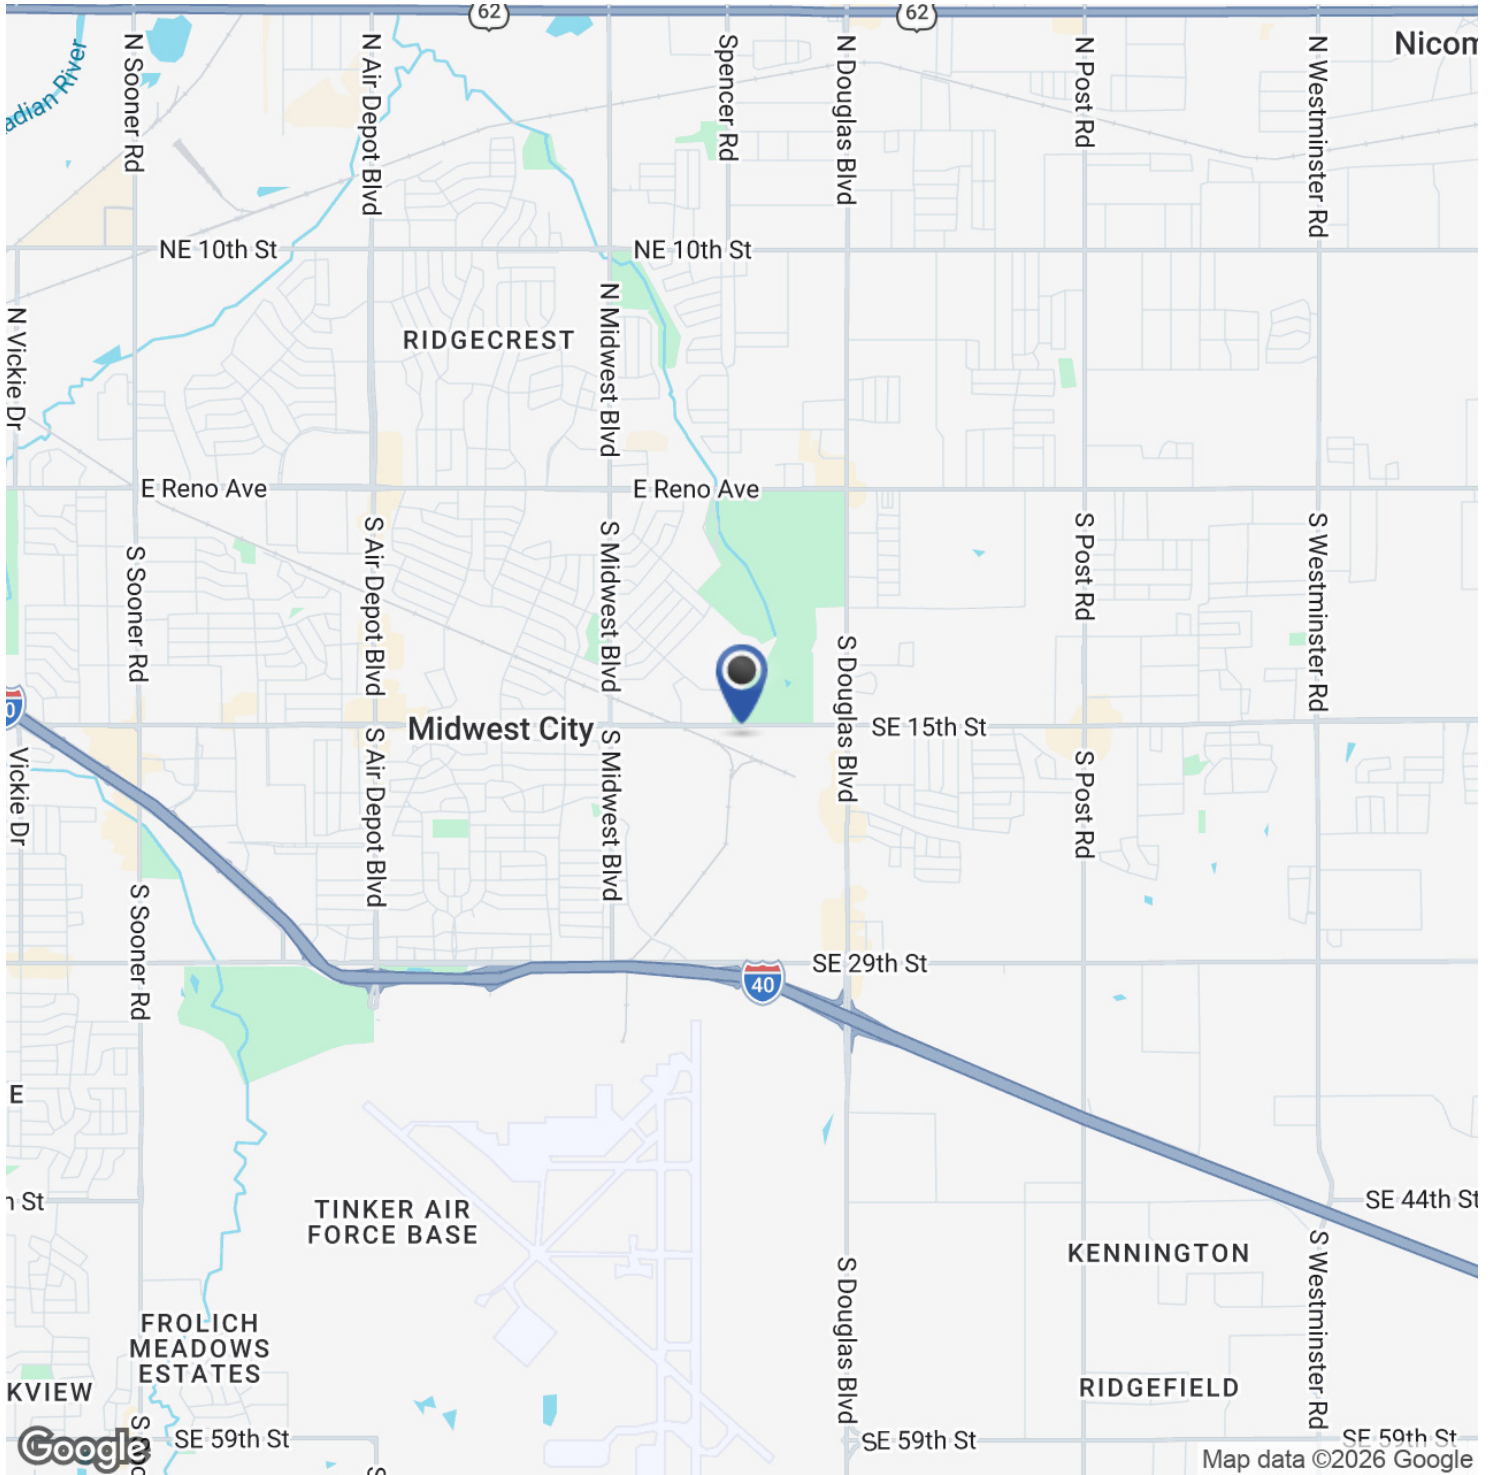 62
62
Nicom
adian River
N Sooner Rd
N Air Depot Blvd
Spencer Rd
N Douglas Blvd
N Post Rd
N Westminster Rd
NE 10th St
NE 10th St
N Vickie Dr
RIDGECREST
N Midwest Blvd
E Reno Ave
E Reno Ave
S Sooner Rd
S Air Depot Blvd
S Midwest Blvd
S Post Rd
S Westminster Rd
S Douglas Blvd
0
Midwest City
SE 15th St
Vickie Dr
S Air Depot Blvd
S Midwest Blvd
S Post Rd
S Sooner Rd
SE 29th St
40
E
h St
TINKER AIR
FORCE BASE
SE 44th St
KENNINGTON
S Douglas Blvd
S Westminster Rd
FROLICH
MEADOWS
ESTATES
KVIEW
RIDGEFIELD
SE 59th St
SE 59th St
SE 59th St
Google
Map data ©2026 Google